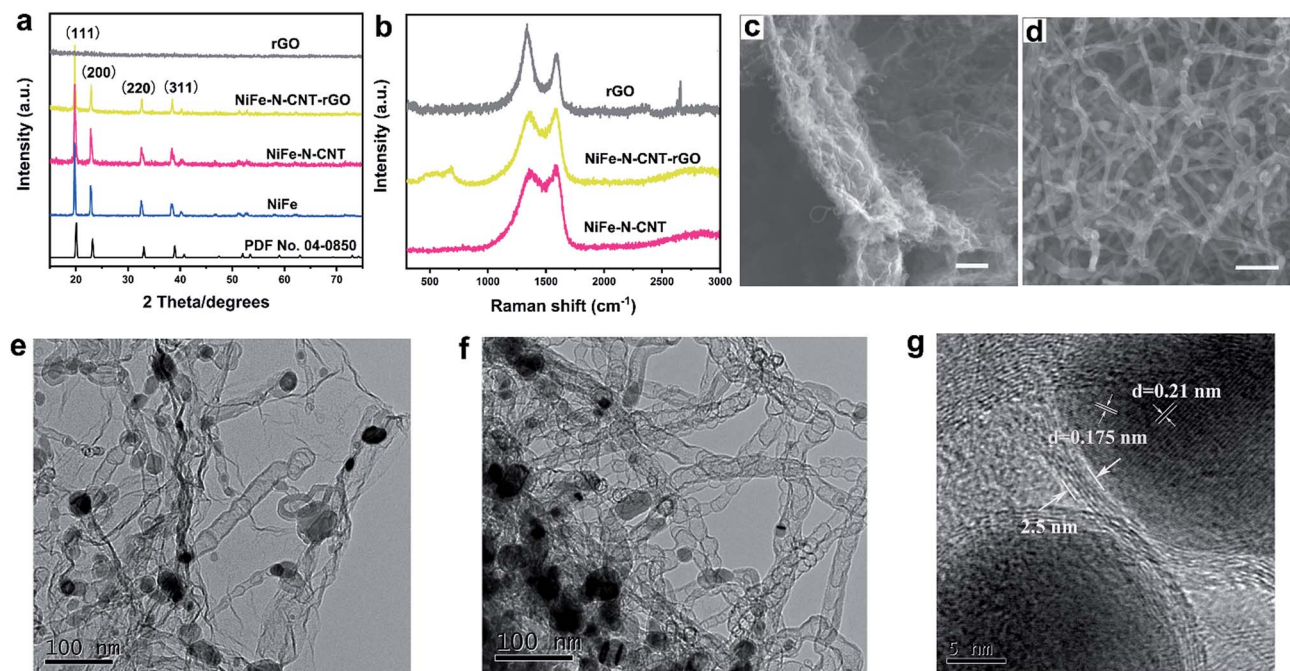 a
(111)
rGO
(200)
(220)
(311)
NiFe-N-CNT-rGO
NiFe-N-CNT
NiFe
PDF No. 04-0850
20
30
40
50
60
70
2 Theta/degrees
Intensity (a.u.)
b
rGO
NiFe-N-CNT-rGO
NiFe-N-CNT
500
1000
1500
2000
2500
3000
Raman shift (cm-1)
Intensity (a.u.)
c
d
e
100 nm
f
100 nm
g
d=0.21 nm
d=0.175 nm
2.5 nm
5 nm